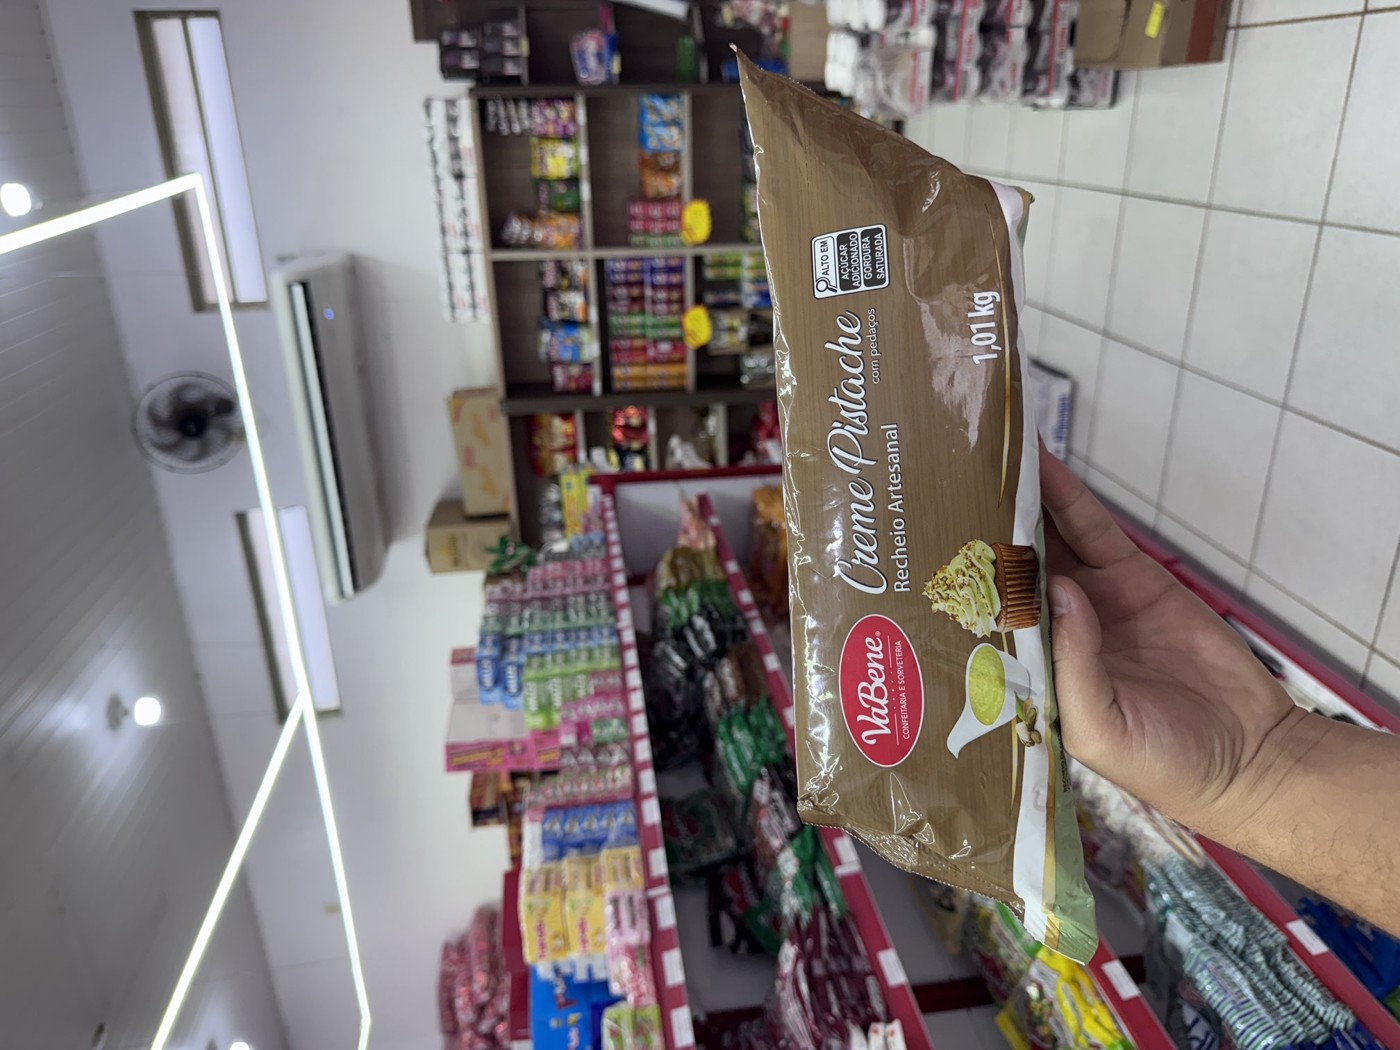 VaBene®
CONFEITARIA E SORVETERIA
Creme Pistache
com pedaços
Recheio Artesanal
ALTO EM
AÇÚCAR
ADICIONADO
GORDURA
SATURADA
1,01 kg